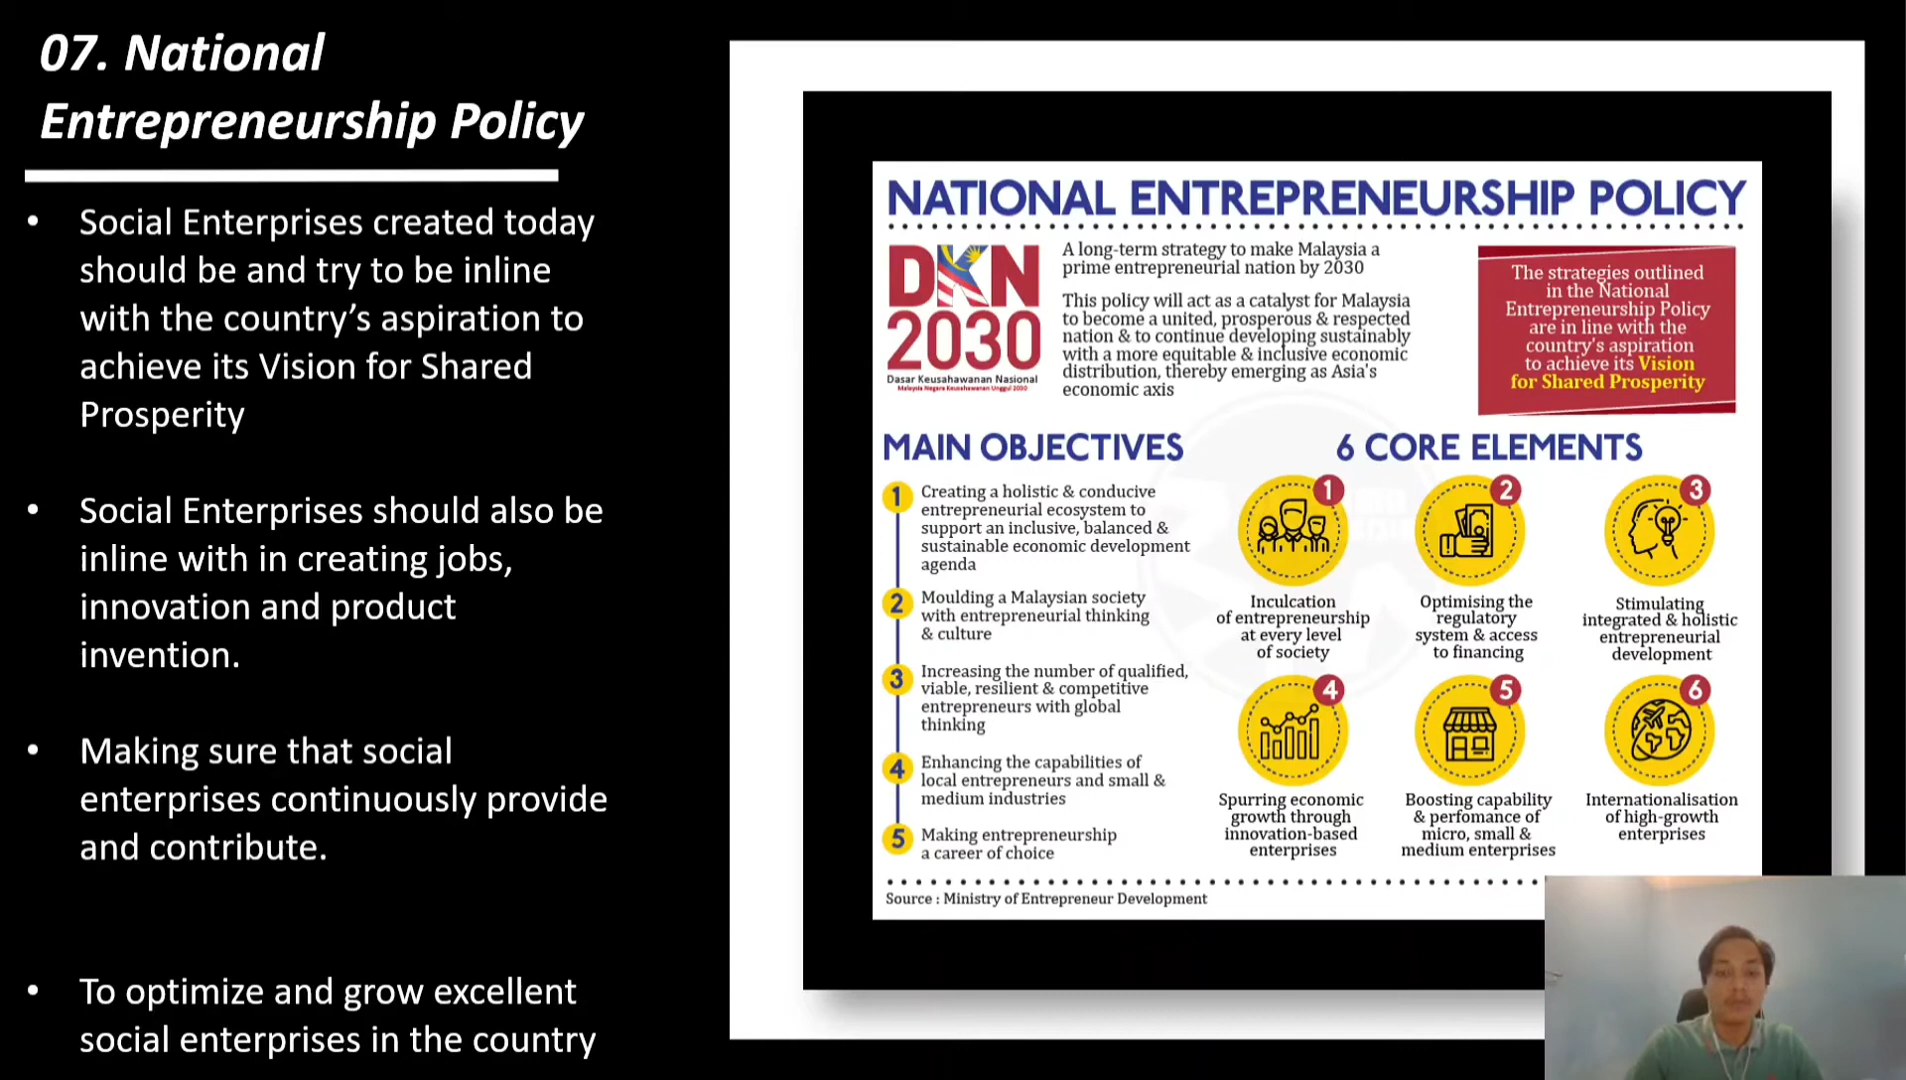 07. National
Entrepreneurship Policy
• Social Enterprises created today
should be and try to be inline
with the country’s aspiration to
achieve its Vision for Shared
Prosperity
• Social Enterprises should also be
inline with in creating jobs,
innovation and product
invention.
• Making sure that social
enterprises continuously provide
and contribute.
• To optimize and grow excellent
social enterprises in the country
NATIONAL ENTREPRENEURSHIP POLICY
DKN
2030
Dasar Keusahawanan Nasional
Malaysia Negara Keusahawanan Unggul 2030
A long-term strategy to make Malaysia a
prime entrepreneurial nation by 2030
This policy will act as a catalyst for Malaysia
to become a united, prosperous & respected
nation & to continue developing sustainably
with a more equitable & inclusive economic
distribution, thereby emerging as Asia's
economic axis
The strategies outlined
in the National
Entrepreneurship Policy
are in line with the
country's aspiration
to achieve its Vision
for Shared Prosperity
MAIN OBJECTIVES
1 Creating a holistic & conducive
entrepreneurial ecosystem to
support an inclusive, balanced &
sustainable economic development
agenda
2 Moulding a Malaysian society
with entrepreneurial thinking
& culture
3 Increasing the number of qualified,
viable, resilient & competitive
entrepreneurs with global
thinking
4 Enhancing the capabilities of
local entrepreneurs and small &
medium industries
5 Making entrepreneurship
a career of choice
6 CORE ELEMENTS
1
Inculcation
of entrepreneurship
at every level
of society
2
Optimising the
regulatory
system & access
to financing
3
Stimulating
integrated & holistic
entrepreneurial
development
4
Spurring economic
growth through
innovation-based
enterprises
5
Boosting capability
& perfomance of
micro, small &
medium enterprises
6
Internationalisation
of high-growth
enterprises
Source : Ministry of Entrepreneur Development